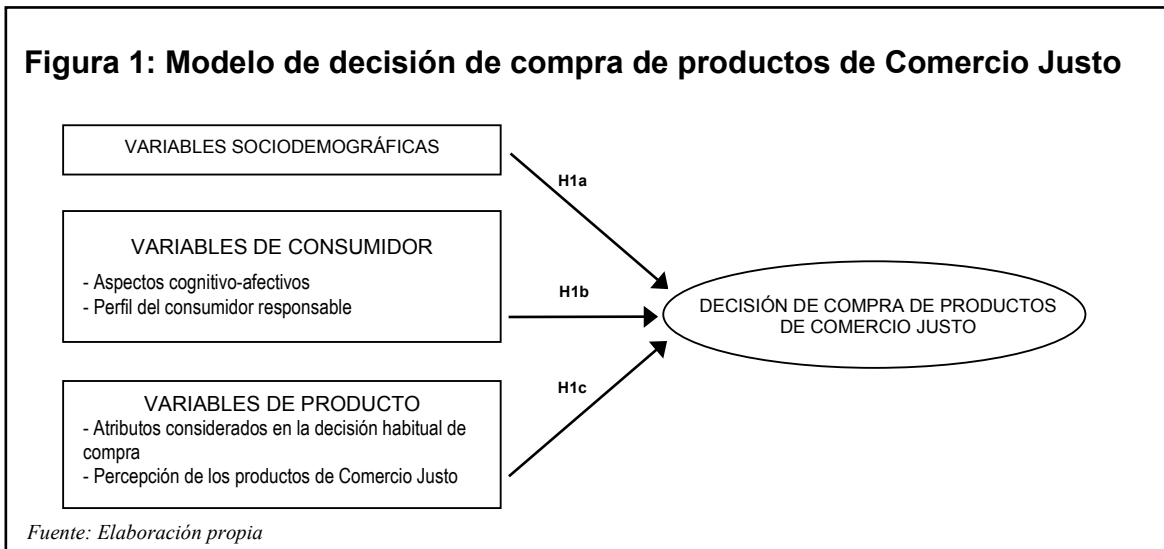 Figura 1: Modelo de decisión de compra de productos de Comercio Justo
VARIABLES SOCIODEMOGRÁFICAS
H1a
VARIABLES DE CONSUMIDOR
- Aspectos cognitivo-afectivos
- Perfil del consumidor responsable
H1b
DECISIÓN DE COMPRA DE PRODUCTOS
DE COMERCIO JUSTO
H1c
VARIABLES DE PRODUCTO
- Atributos considerados en la decisión habitual de
compra
- Percepción de los productos de Comercio Justo
Fuente: Elaboración propia